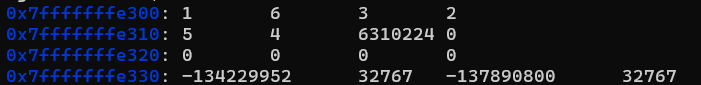 0x7fffffffe300: 1 6 3 2
0x7fffffffe310: 5 4 6310224 0
0x7fffffffe320: 0 0 0 0
0x7fffffffe330: -134229952 32767 -137890800 32767